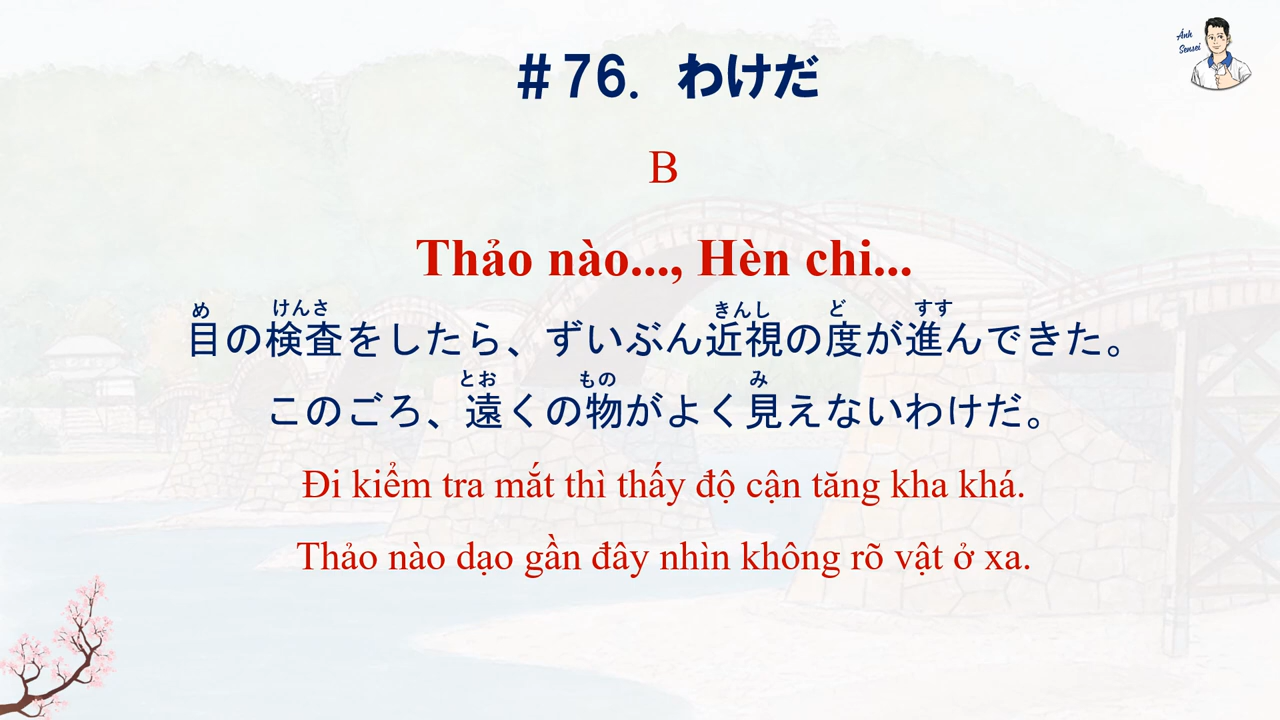 Ánh
Sensei
#76. わけだ
B
Thảo nào..., Hèn chi...
め けんさ きんし ど すす
目の検査をしたら、ずいぶん近視の度が進んできた。
とお もの み
このごろ、遠くの物がよく見えないわけだ。
Đi kiểm tra mắt thì thấy độ cận tăng kha khá.
Thảo nào dạo gần đây nhìn không rõ vật ở xa.